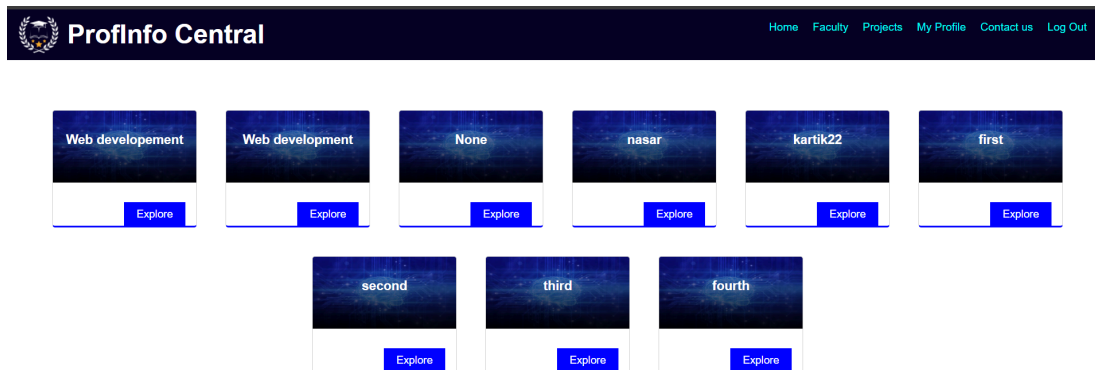 ProfInfo Central
Home Faculty Projects My Profile Contact us Log Out
Web developement Web development None nasar kartik22 first
Explore Explore Explore Explore Explore Explore
second third fourth
Explore Explore Explore